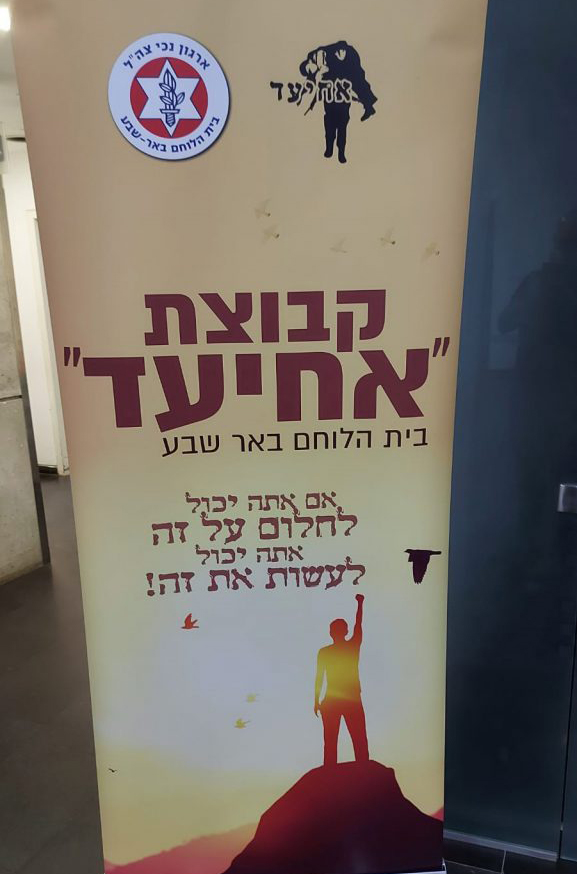 ארגון נכי צה"ל
בית הלוחם באר-שבע
אחיעד
קבוצת
"אחיעד"
בית הלוחם באר שבע
אם אתה יכול
לחלום על זה
אתה יכול
לעשות את זה!